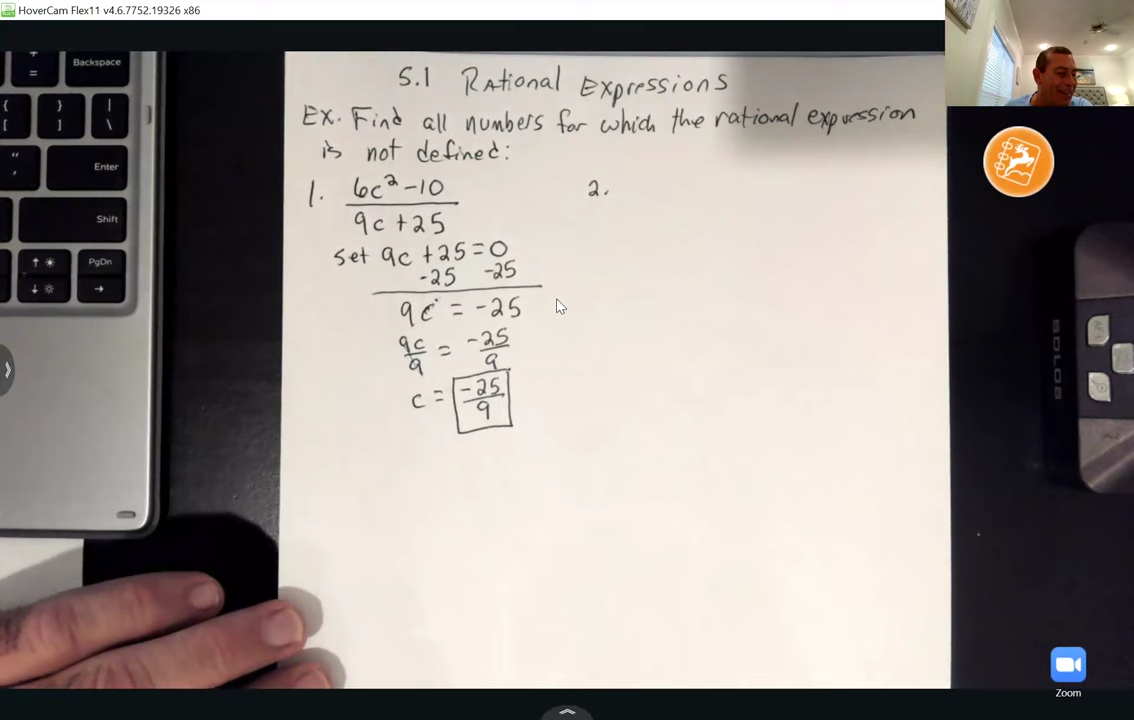 HoverCam Flex11 v4.6.7752.19326 x86
5.1 Rational Expressions
Ex. Find all numbers for which the rational expression
is not defined:
1. 6c² -10
9c +25
2.
set 9c +25 = 0
-25 -25
9c = -25
9c/9 = -25/9
c = -25/9
+
=
Backspace
{
[
}
]
|
\
"
'
Enter
Shift
PgDn
SOLO8
Zoom